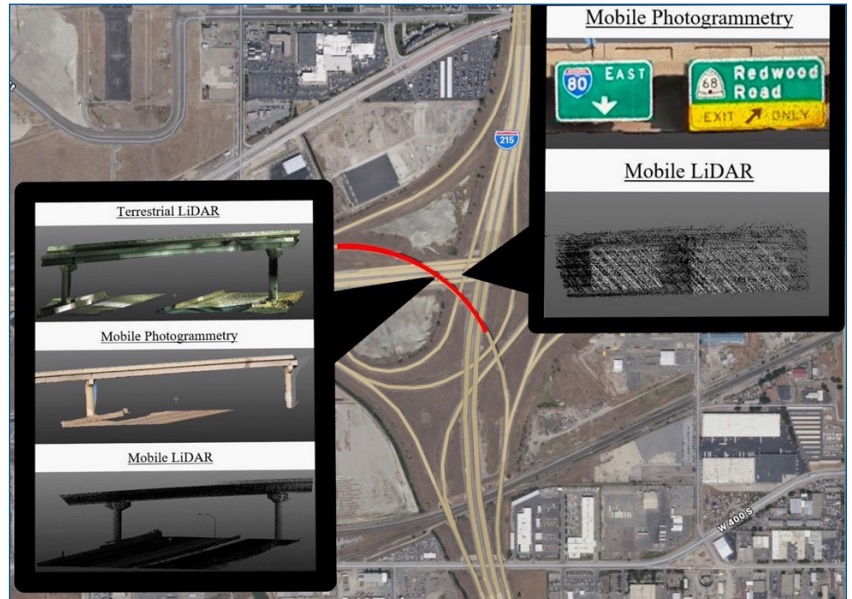 Terrestrial LiDAR
Mobile Photogrammetry
Mobile LiDAR
215
Mobile Photogrammetry
80
EAST
68
Redwood
Road
EXIT ONLY
Mobile LiDAR
W 400 S